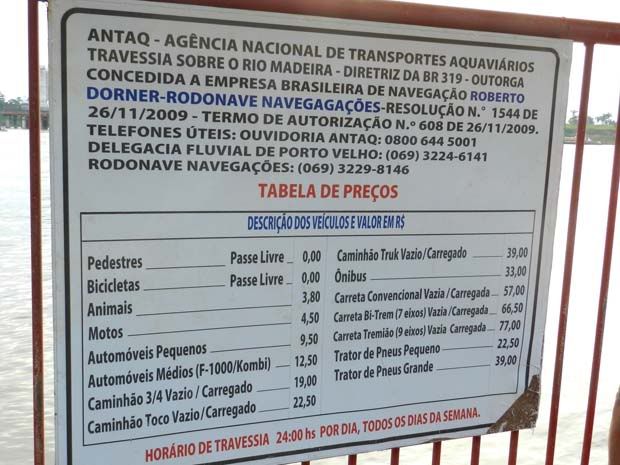 ANTAQ - AGÊNCIA NACIONAL DE TRANSPORTES AQUAVIÁRIOS
TRAVESSIA SOBRE O RIO MADEIRA - DIRETRIZ DA BR 319 - OUTORGA
CONCEDIDA A EMPRESA BRASILEIRA DE NAVEGAÇÃO ROBERTO
DORNER-RODONAVE NAVEGAGAÇÕES-RESOLUÇÃO N.° 1544 DE
26/11/2009 - TERMO DE AUTORIZAÇÃO N.º 608 DE 26/11/2009.
TELEFONES ÚTEIS: OUVIDORIA ANTAQ: 0800 644 5001
DELEGACIA FLUVIAL DE PORTO VELHO: (069) 3224-6141
RODONAVE NAVEGAÇÕES: (069) 3229-8146
TABELA DE PREÇOS
DESCRIÇÃO DOS VEÍCULOS E VALOR EM R$
Pedestres Passe Livre 0,00
Bicicletas Passe Livre 0,00
Animais 3,80
Motos 4,50
Automóveis Pequenos 9,50
Automóveis Médios (F-1000/Kombi) 12,50
Caminhão 3/4 Vazio / Carregado 19,00
Caminhão Toco Vazio / Carregado 22,50
Caminhão Truk Vazio / Carregado 39,00
Ônibus 33,00
Carreta Convencional Vazia / Carregada 57,00
Carreta Bi-Trem (7 eixos) Vazia / Carregada 66,50
Carreta Tremião (9 eixos) Vazia Carregada 77,00
Trator de Pneus Pequeno 22,50
Trator de Pneus Grande 39,00
HORÁRIO DE TRAVESSIA 24:00 hs POR DIA, TODOS OS DIAS DA SEMANA.